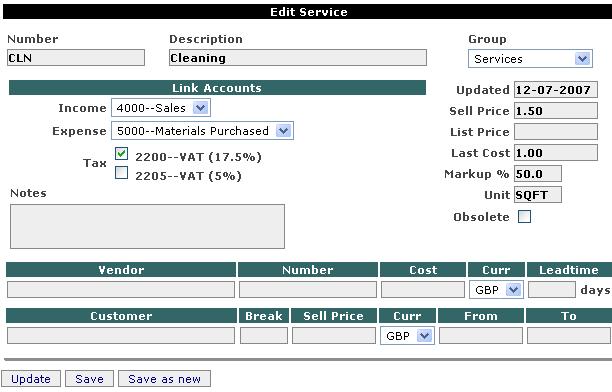 Edit Service
Number Description Group
CLN Cleaning Services
Link Accounts
Updated 12-07-2007
Income 4000--Sales
Sell Price 1.50
Expense 5000--Materials Purchased
List Price
Tax 2200--VAT (17.5%)
Last Cost 1.00
2205--VAT (5%)
Markup % 50.0
Notes
Unit SQFT
Obsolete
Vendor Number Cost Curr Leadtime
GBP days
Customer Break Sell Price Curr From To
GBP
Update Save Save as new